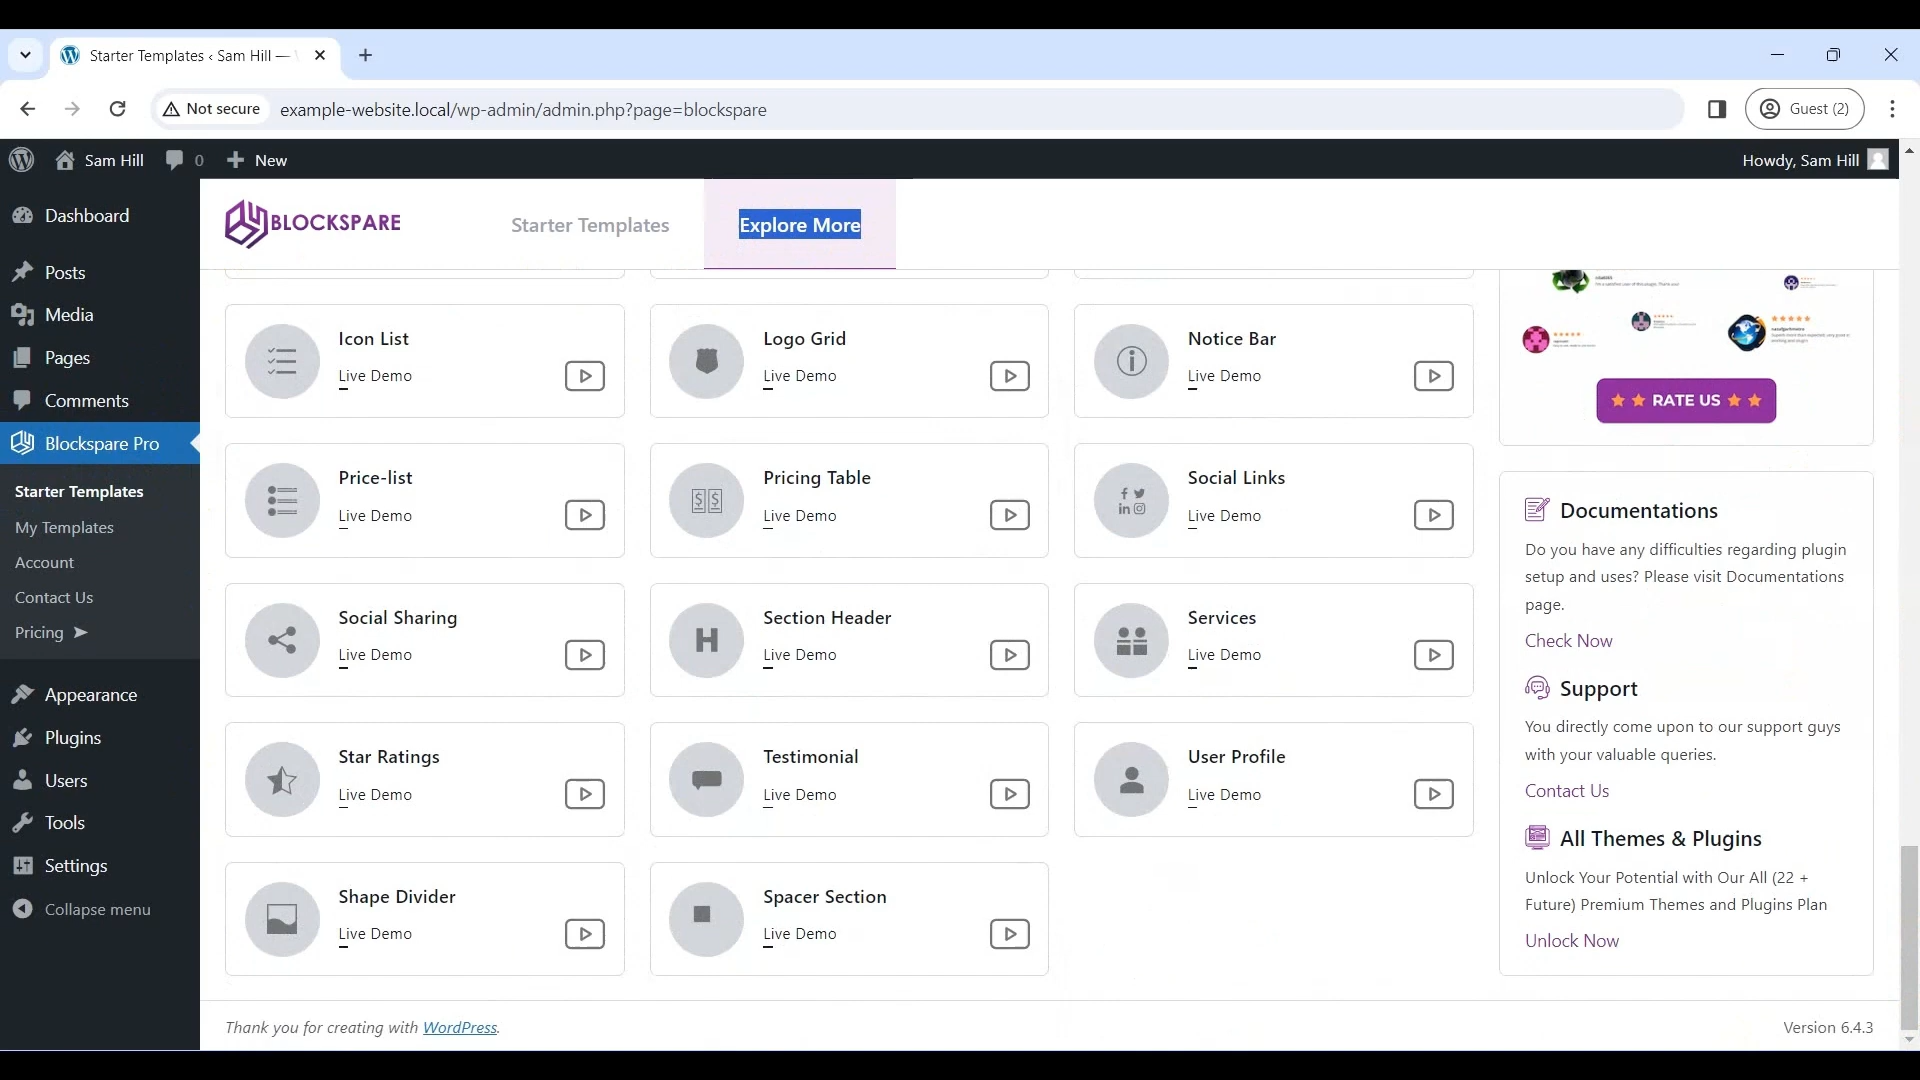 Starter Templates ‹ Sam Hill —
Not secure
example-website.local/wp-admin/admin.php?page=blockspare
Guest (2)
Sam Hill
0
New
Howdy, Sam Hill
Dashboard
Posts
Media
Pages
Comments
Blockspare Pro
Starter Templates
My Templates
Account
Contact Us
Pricing ➤
Appearance
Plugins
Users
Tools
Settings
Collapse menu
BLOCKSPARE
Starter Templates
Explore More
Icon List
Live Demo
Logo Grid
Live Demo
Notice Bar
Live Demo
Price-list
Live Demo
Pricing Table
Live Demo
Social Links
Live Demo
Social Sharing
Live Demo
Section Header
Live Demo
Services
Live Demo
Star Ratings
Live Demo
Testimonial
Live Demo
User Profile
Live Demo
Shape Divider
Live Demo
Spacer Section
Live Demo
★ ★ RATE US ★ ★
Documentations
Do you have any difficulties regarding plugin
setup and uses? Please visit Documentations
page.
Check Now
Support
You directly come upon to our support guys
with your valuable queries.
Contact Us
All Themes & Plugins
Unlock Your Potential with Our All (22 +
Future) Premium Themes and Plugins Plan
Unlock Now
Thank you for creating with WordPress.
Version 6.4.3